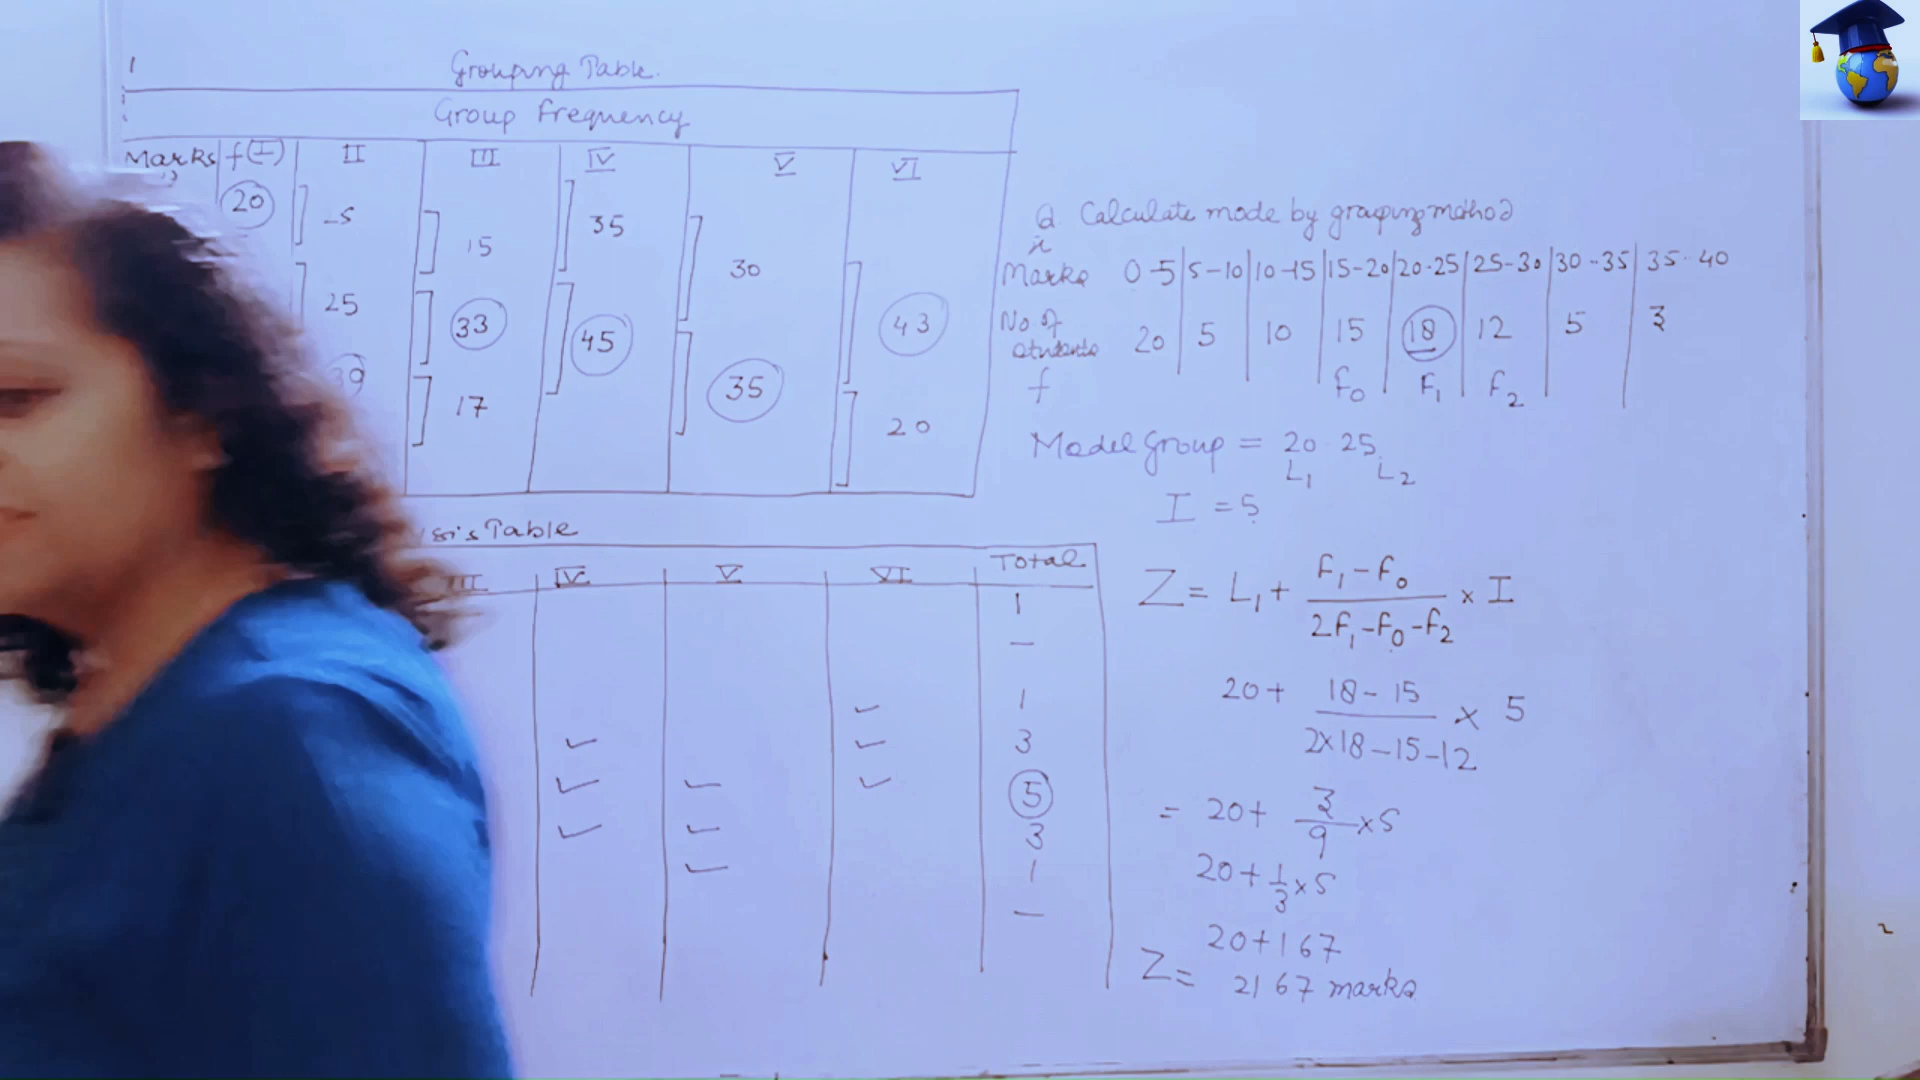 Grouping Table.
Group Frequency
Marks f(I) II III IV V VI
20 35
15
30
25 33 45 43
39 35
17 20
Table
III IV V VI Total
1
—
✓ 1
✓ ✓ 3
✓ ✓ ✓ 5
✓ ✓ 3
✓ 1
—
Q. Calculate mode by grouping method
x
Marks 0-5 5-10 10-15 15-20 20-25 25-30 30-35 35-40
No of
students 20 5 10 15 18 12 5 3
f f₀ F₁ F₂
Model Group = 20-25
L₁ L₂
I = 5
Z = L₁ + F₁-F₀ / 2F₁-F₀-F₂ × I
20 + 18-15 / 2×18-15-12 × 5
= 20 + 3/9 × 5
20 + 1/3 × 5
20+1.67
Z = 21.67 marks